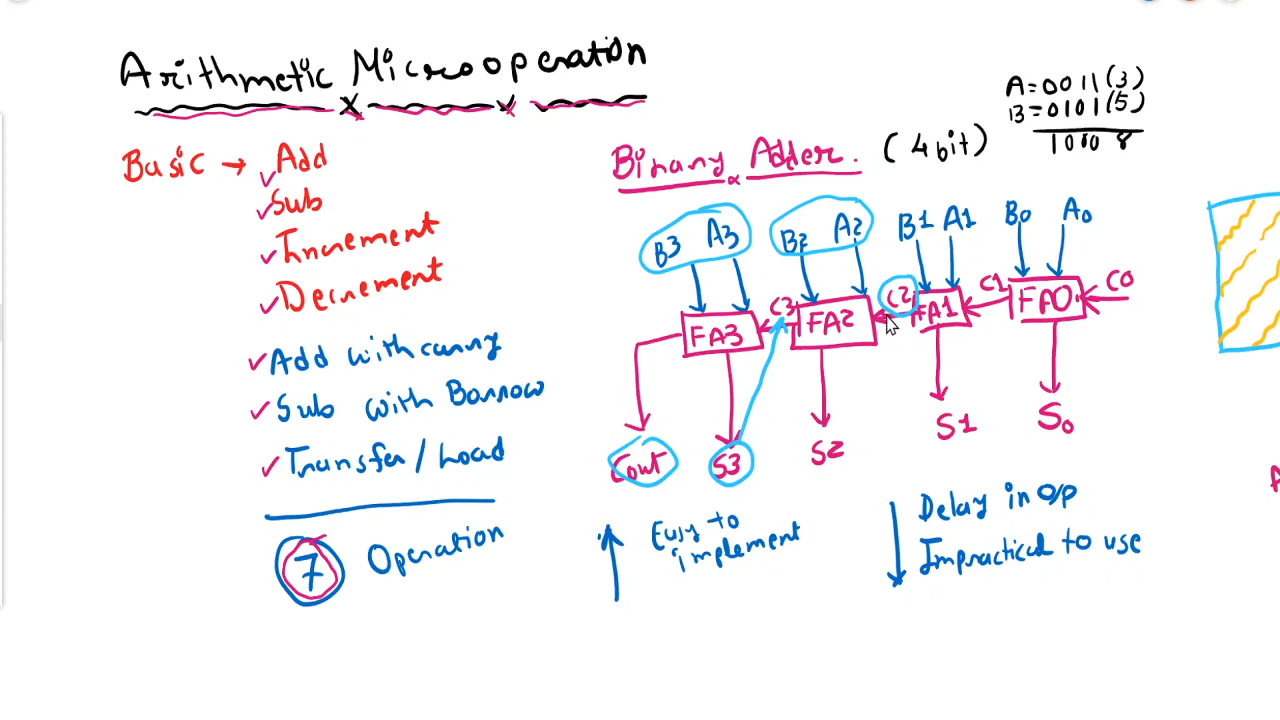 Arithmetic Microoperation
A=0011(3)
B=0101(5)
1000 8
Basic → Add
Sub
Increment
Decrement
Add with carry
Sub with Borrow
Transfer/Load
7 Operation
Binary Adder. (4bit)
B3 A3 B2 A2 B1 A1 B0 A0
C3 C2 C1 C0
FA3 FA2 FA1 FA0
Cout S3 S2 S1 S0
Easy to
implement
Delay in o/p
Impractical to use